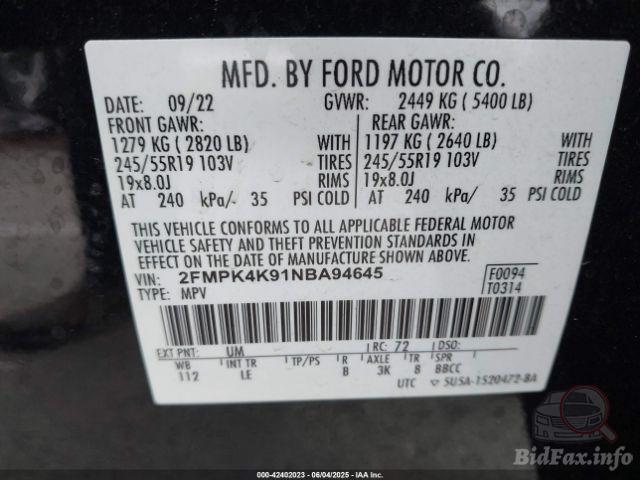 MFD. BY FORD MOTOR CO.
DATE: 09/22 GVWR: 2449 KG ( 5400 LB)
FRONT GAWR: REAR GAWR:
1279 KG ( 2820 LB) WITH 1197 KG ( 2640 LB) WITH
245/55R19 103V TIRES 245/55R19 103V TIRES
19x8.0J RIMS 19x8.0J RIMS
AT 240 kPa/ 35 PSI COLD AT 240 kPa/ 35 PSI COLD
THIS VEHICLE CONFORMS TO ALL APPLICABLE FEDERAL MOTOR
VEHICLE SAFETY AND THEFT PREVENTION STANDARDS IN
EFFECT ON THE DATE OF MANUFACTURE SHOWN ABOVE.
VIN: 2FMPK4K91NBA94645 F0094
TYPE: MPV T0314
EXT PNT: UM RC: 72 DSO:
WB INT TR TP/PS R AXLE TR SPR
112 LE B 3K 8 BBCC
UTC 5U5A-1520472-BA
BidFax.info
000-42402023 - 06/04/2025 - IAA Inc.